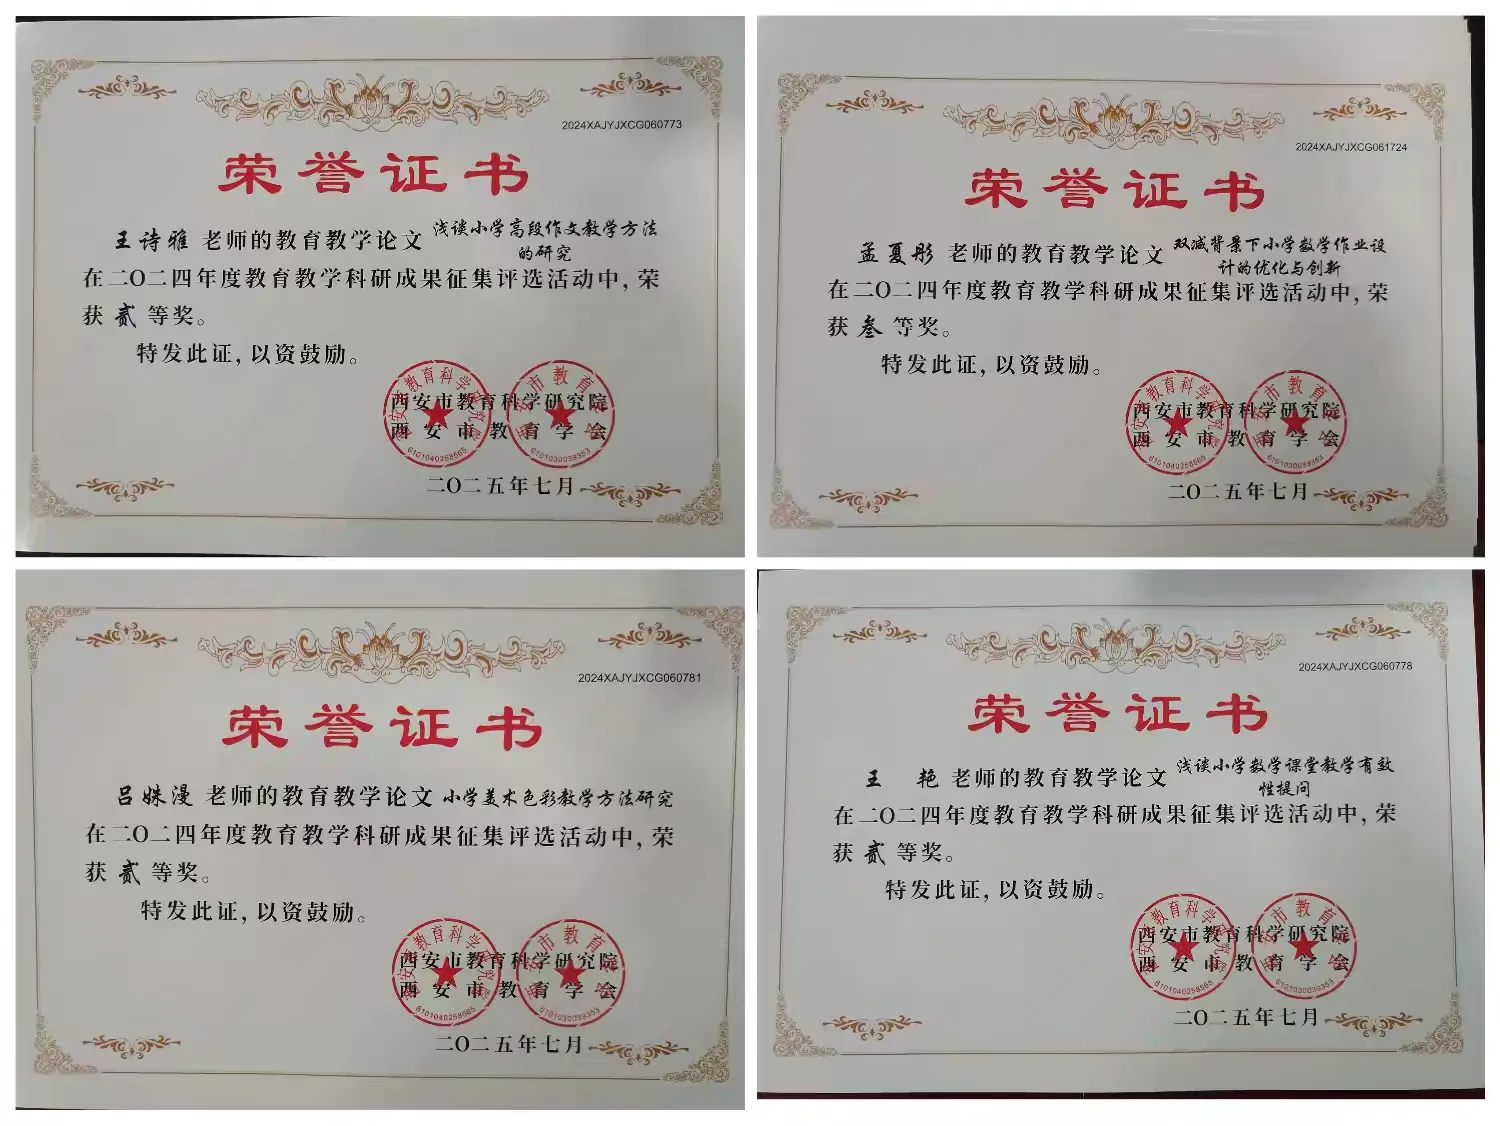 2024XAJYJXCG060773
荣誉证书
王诗雅 老师的教育教学论文 浅谈小学高段作文教学方法
的研究
在二〇二四年度教育教学科研成果征集评选活动中，荣
获 贰 等奖。
特发此证，以资鼓励。
西安市教育科学研究院
西安市教育学会
6101040258565
6101030039353
二〇二五年七月
2024XAJYJXCG061724
荣誉证书
孟夏彤 老师的教育教学论文 双减背景下小学数学作业设
计的优化与创新
在二〇二四年度教育教学科研成果征集评选活动中，荣
获 叁 等奖。
特发此证，以资鼓励。
西安市教育科学研究院
西安市教育学会
6101040258565
6101030039353
二〇二五年七月
2024XAJYJXCG060781
荣誉证书
吕姝漫 老师的教育教学论文 小学美术色彩教学方法研究
在二〇二四年度教育教学科研成果征集评选活动中，荣
获 贰 等奖。
特发此证，以资鼓励。
西安市教育科学研究院
西安市教育学会
6101040258565
6101030039353
二〇二五年七月
2024XAJYJXCG060778
荣誉证书
王 艳 老师的教育教学论文 浅谈小学数学课堂教学有效
性提问
在二〇二四年度教育教学科研成果征集评选活动中，荣
获 贰 等奖。
特发此证，以资鼓励。
西安市教育科学研究院
西安市教育学会
6101040258565
6101030039353
二〇二五年七月